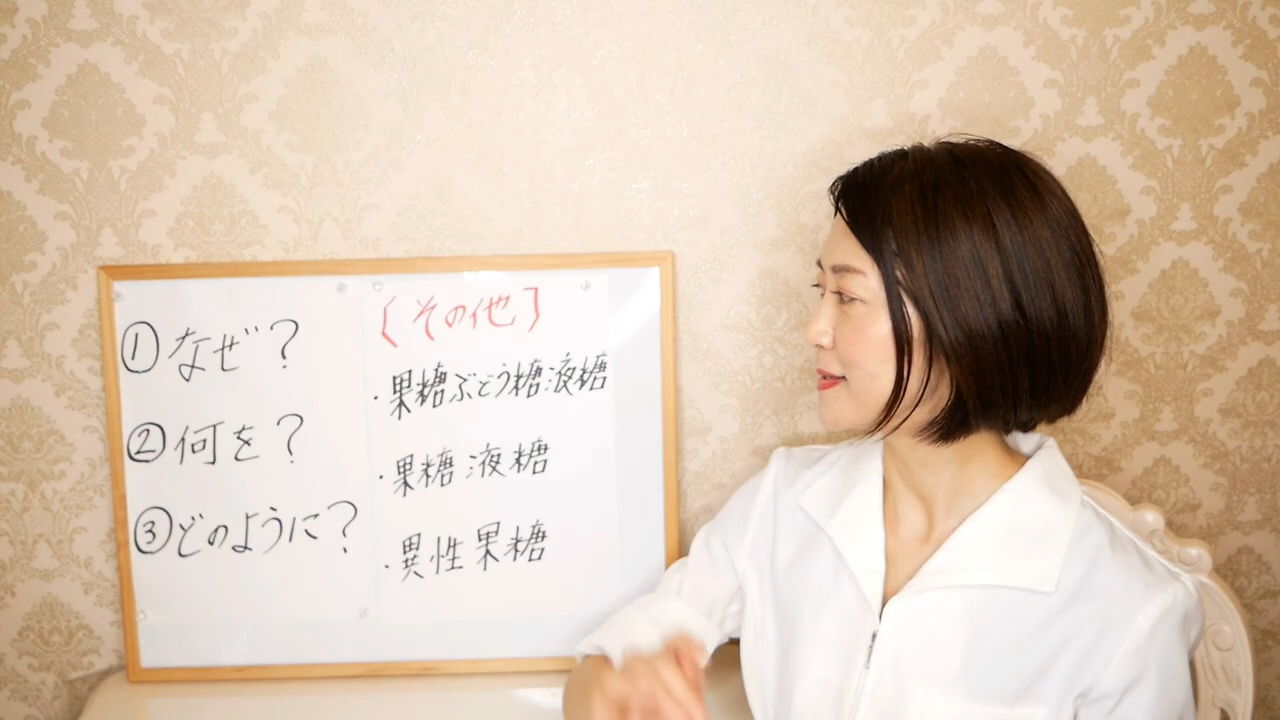 ①なぜ?
②何を?
③どのように?
[その他]
・果糖ぶどう糖液糖
・果糖液糖
・異性果糖